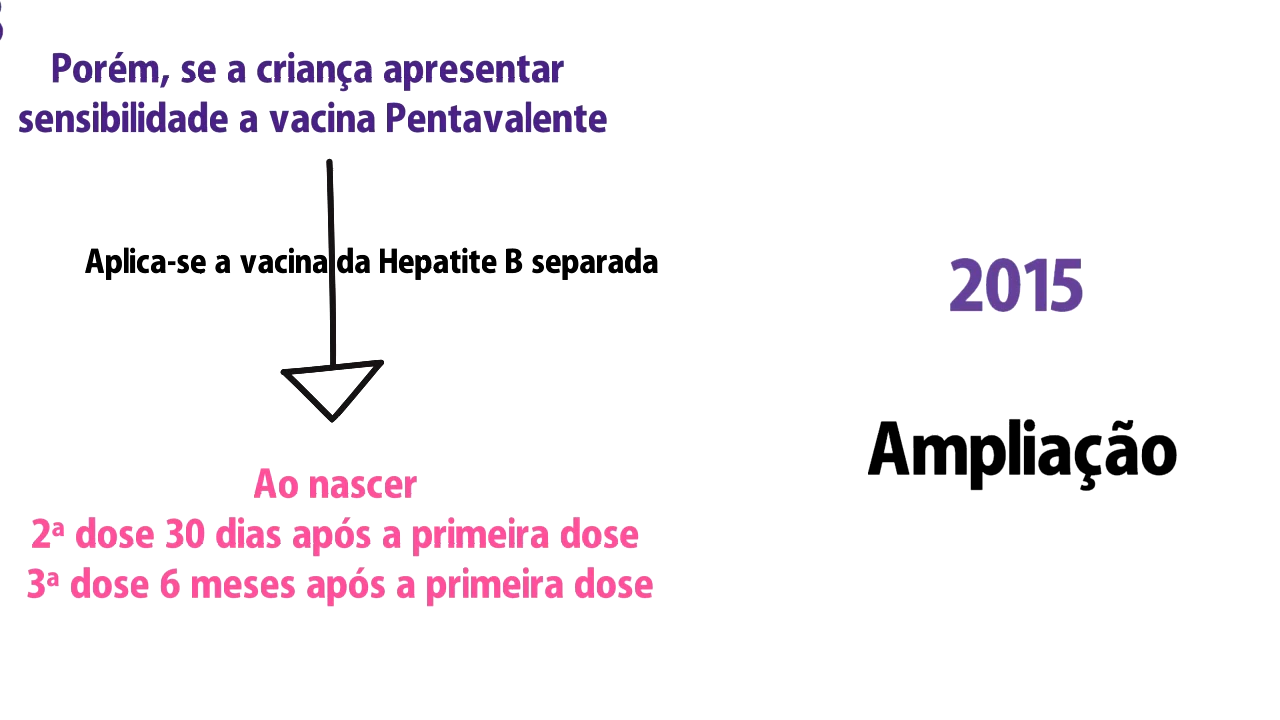 Porém, se a criança apresentar
sensibilidade a vacina Pentavalente
Aplica-se a vacina da Hepatite B separada
Ao nascer
2ª dose 30 dias após a primeira dose
3ª dose 6 meses após a primeira dose
2015
Ampliação